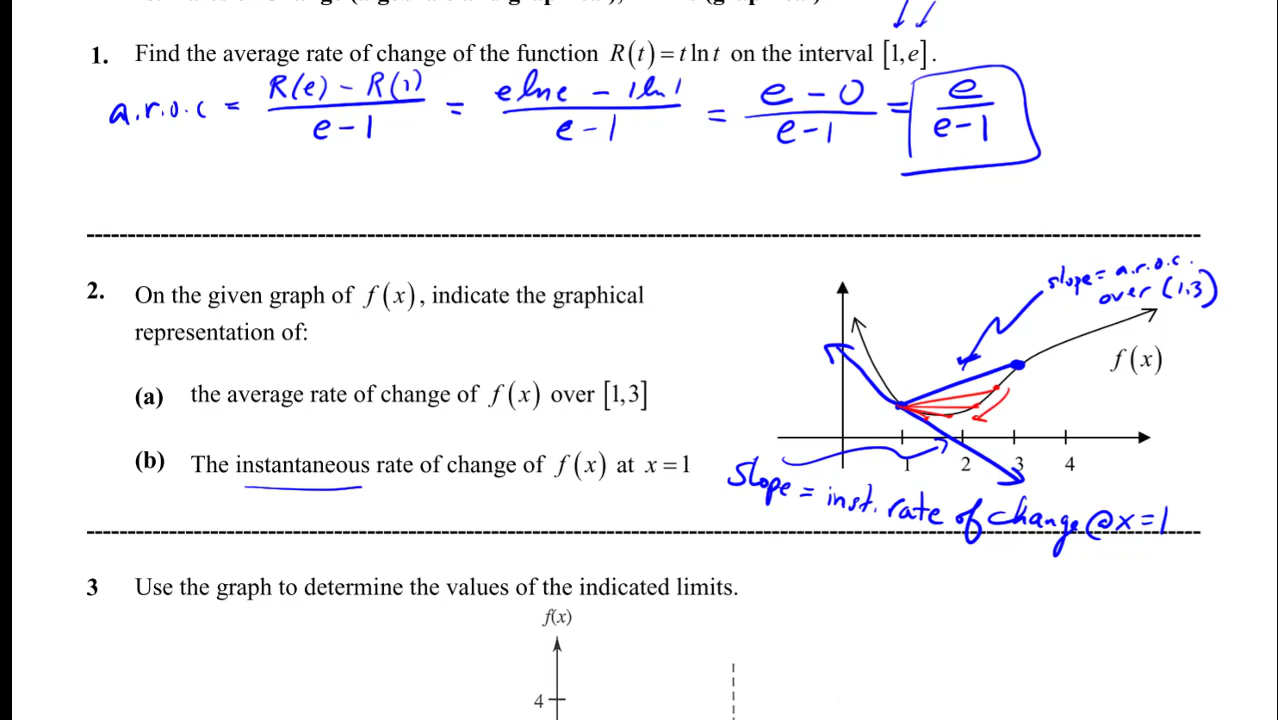 1. Find the average rate of change of the function R(t) = t ln t on the interval [1, e].
a.r.o.c = R(e) - R(1) / e-1 = e ln e - 1 ln 1 / e-1 = e-0 / e-1 = e / e-1
2. On the given graph of f(x), indicate the graphical
representation of:
(a) the average rate of change of f(x) over [1,3]
(b) The instantaneous rate of change of f(x) at x=1
slope = a.r.o.c.
over (1,3)
f(x)
1 2 3 4
Slope = inst. rate of change @ x=1
3 Use the graph to determine the values of the indicated limits.
f(x)
4